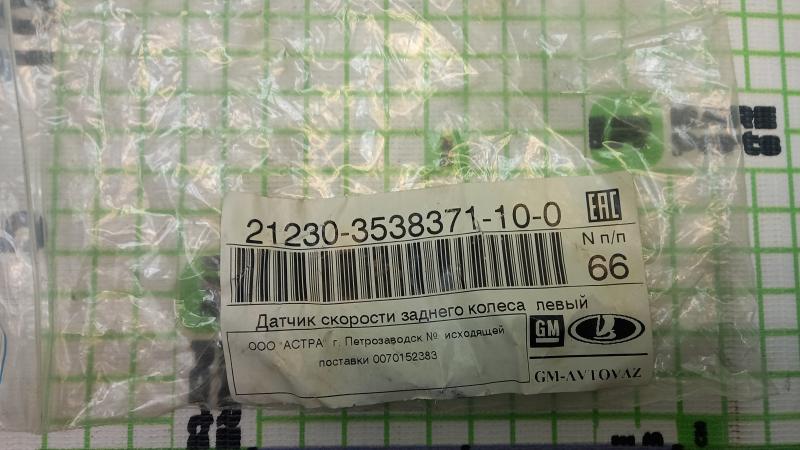 21230-3538371-10-0
EAC
N п/п
66
Датчик скорости заднего колеса левый
ООО "АСТРА" г. Петрозаводск № исходящей
поставки 0070152383
GM
GM-AVTOVAZ